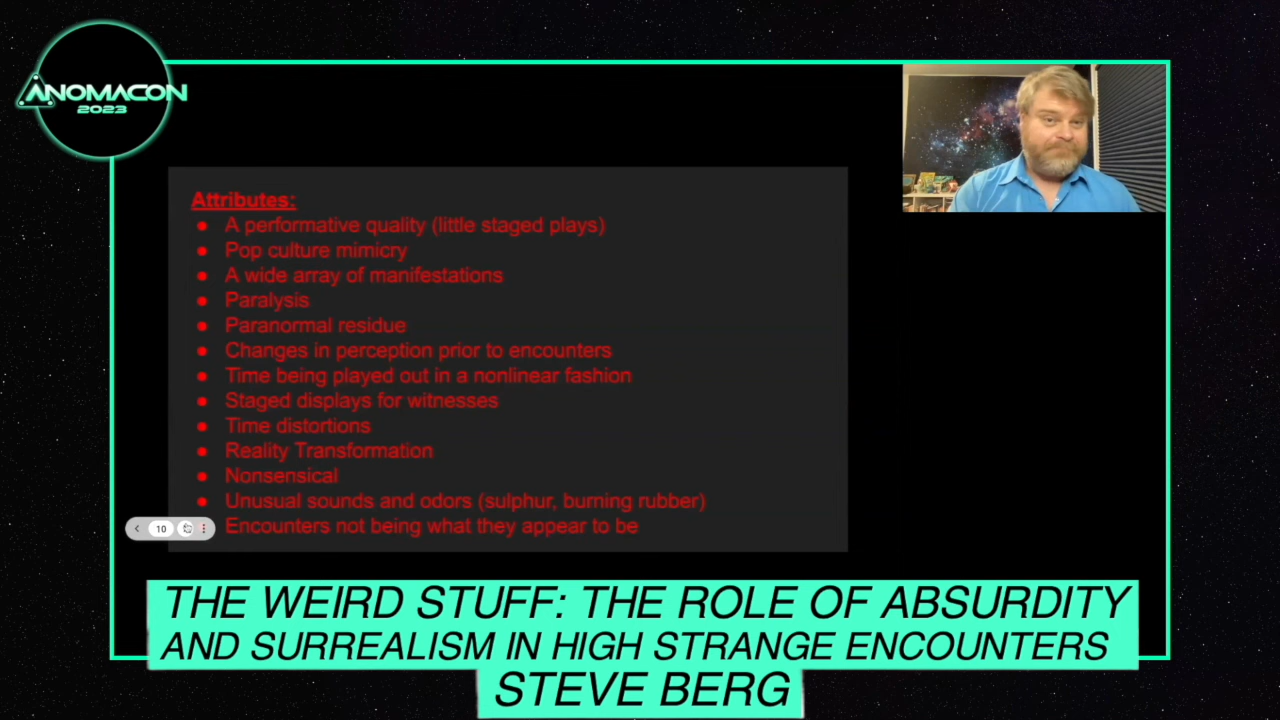 ANOMACON
2023
Attributes:
● A performative quality (little staged plays)
● Pop culture mimicry
● A wide array of manifestations
● Paralysis
● Paranormal residue
● Changes in perception prior to encounters
● Time being played out in a nonlinear fashion
● Staged displays for witnesses
● Time distortions
● Reality Transformation
● Nonsensical
● Unusual sounds and odors (sulphur, burning rubber)
Encounters not being what they appear to be
10
THE WEIRD STUFF: THE ROLE OF ABSURDITY
AND SURREALISM IN HIGH STRANGE ENCOUNTERS
STEVE BERG